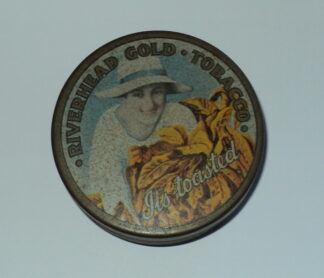 • RIVERHEAD GOLD • TOBACCO •
It's toasted